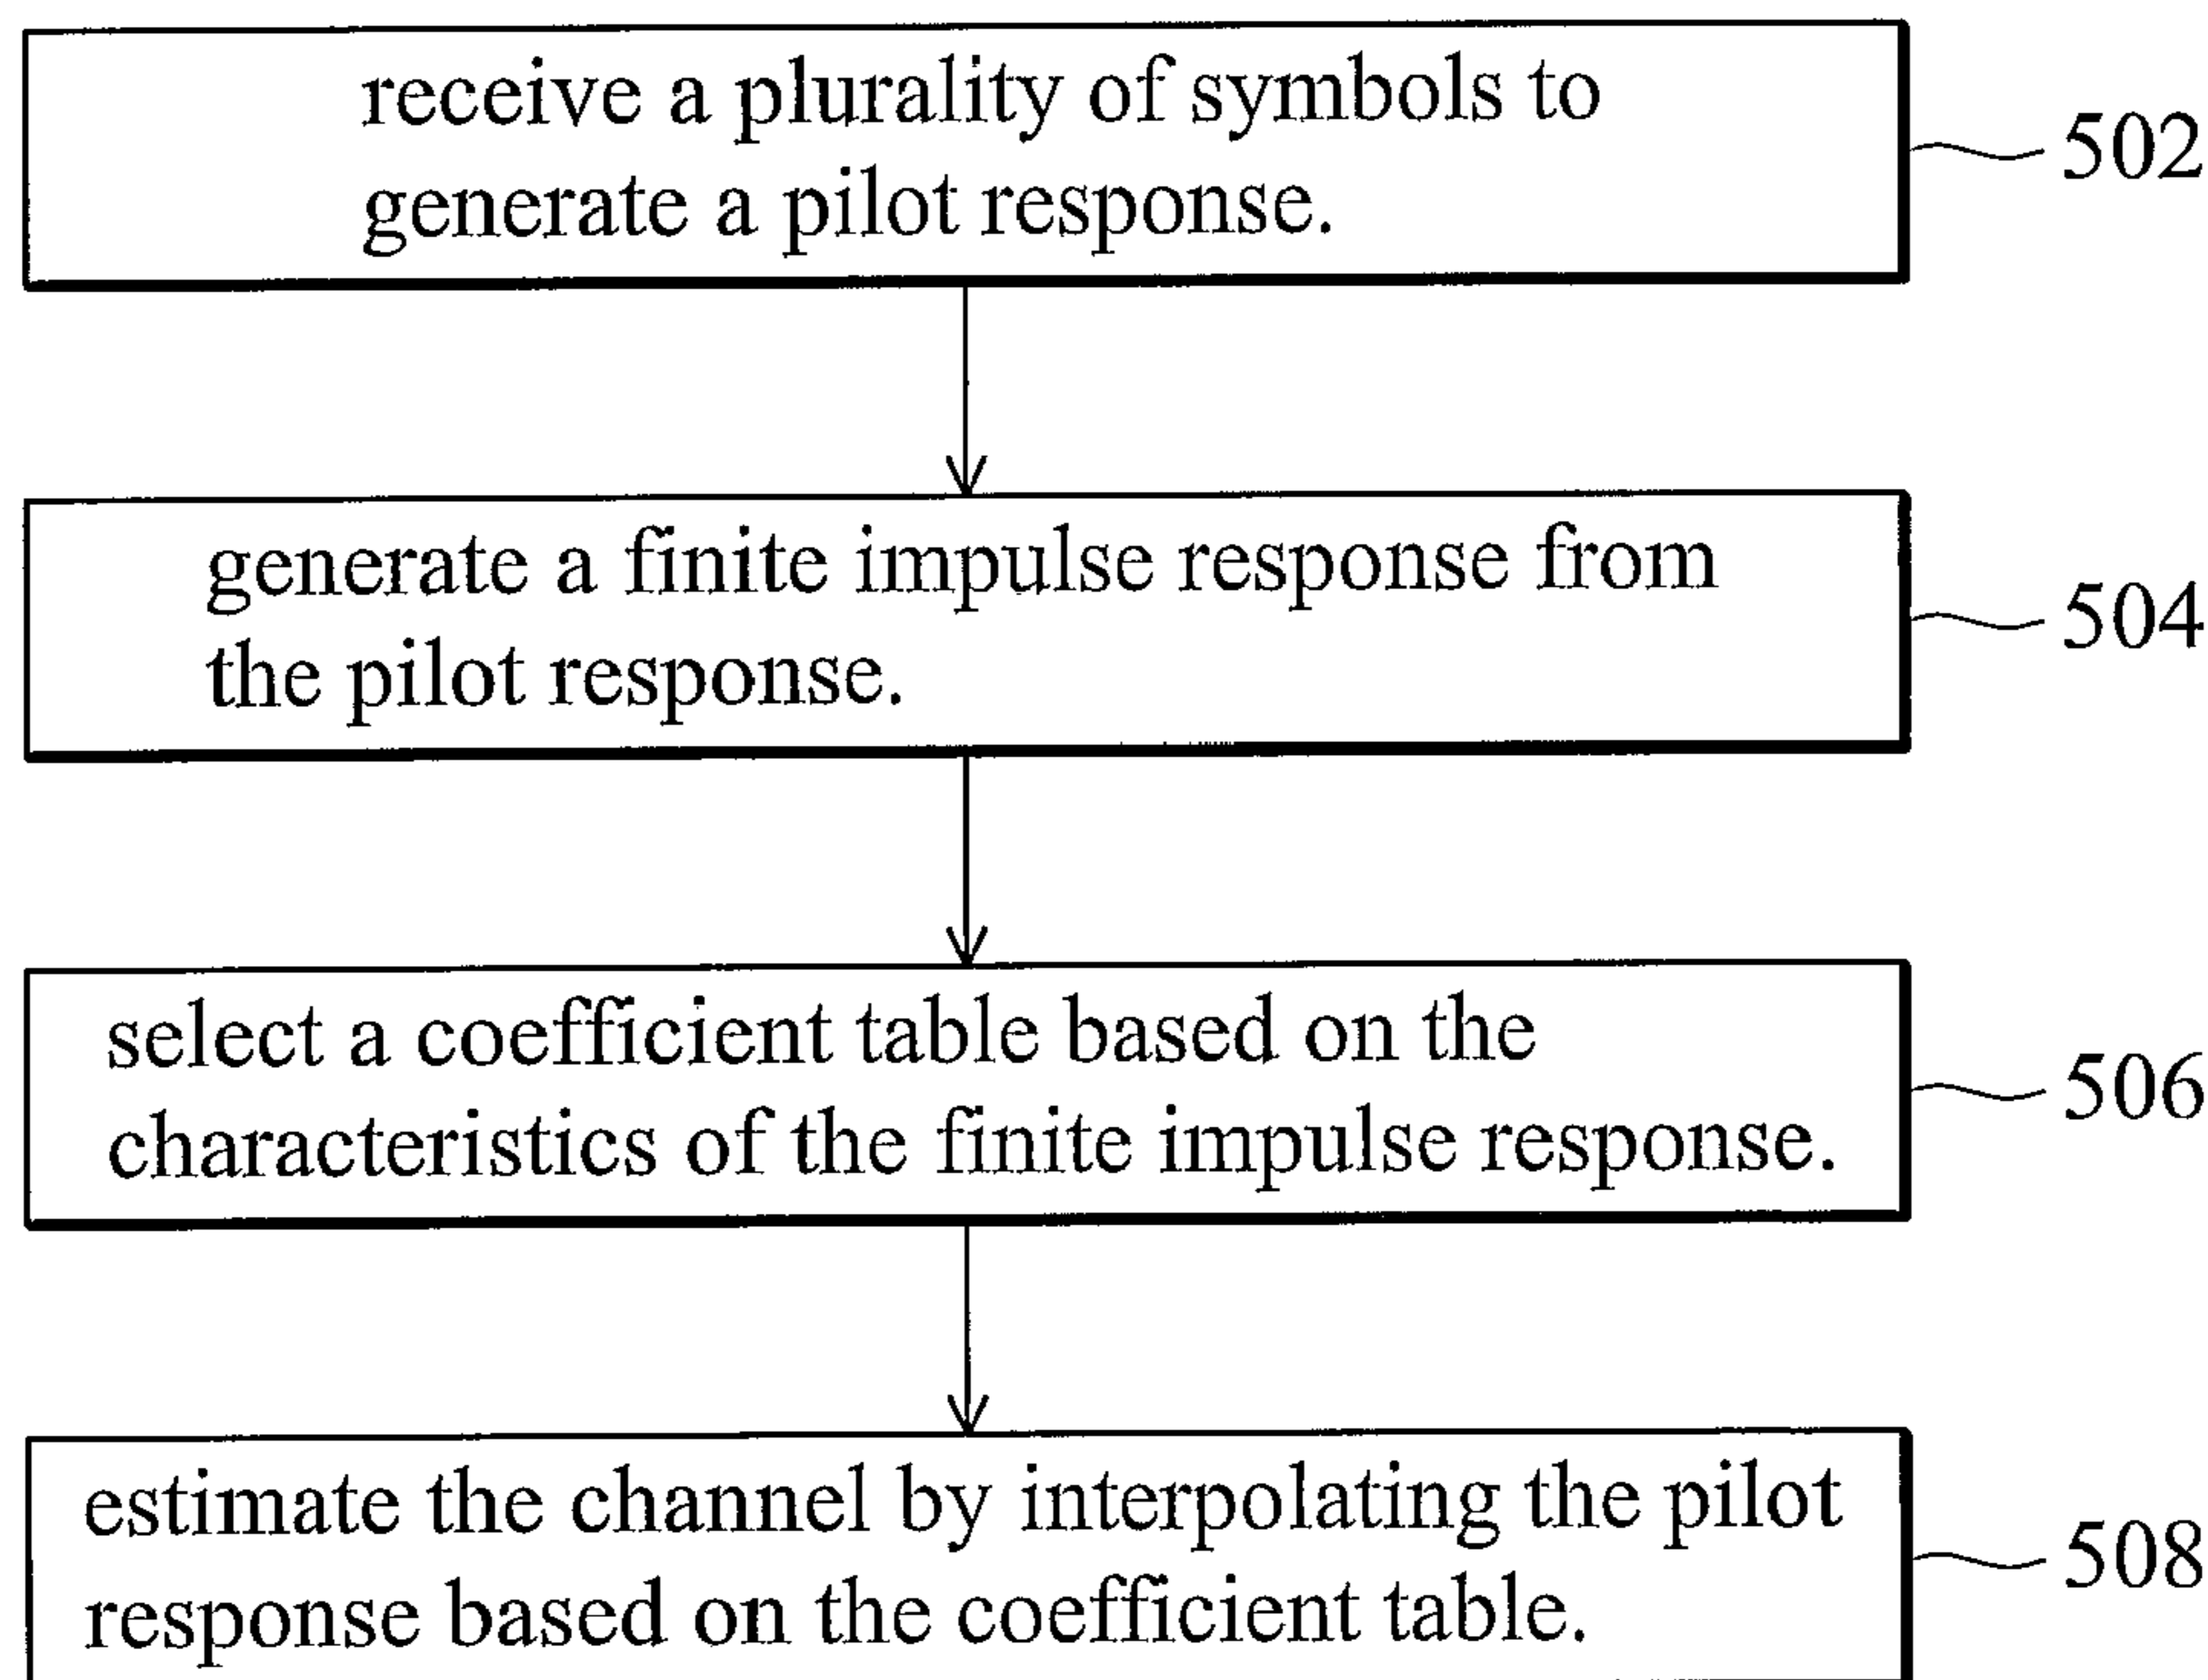 receive a plurality of symbols to
generate a pilot response.
502
generate a finite impulse response from
the pilot response.
504
select a coefficient table based on the
characteristics of the finite impulse response.
506
estimate the channel by interpolating the pilot
response based on the coefficient table.
508